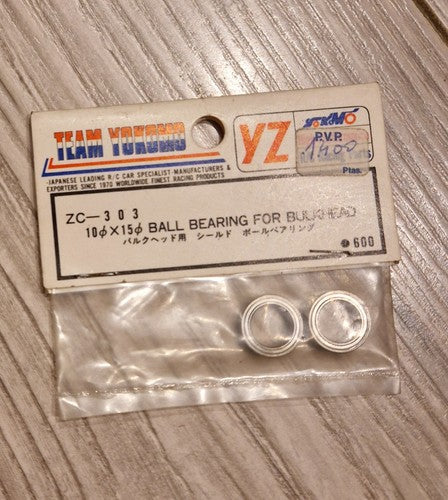 TEAM YOKOMO
-JAPANESE LEADING R/C CAR SPECIALIST-MANUFACTURERS &
EXPORTERS SINCE 1970 WORLDWIDE FINEST RACING PRODUCTS
YZ
YOKOMO
P.V.P.
1400
Ptas.
ZC-303
10φ×15φ BALL BEARING FOR BULKHEAD
バルクヘッド用 シールド ボールベアリング
600